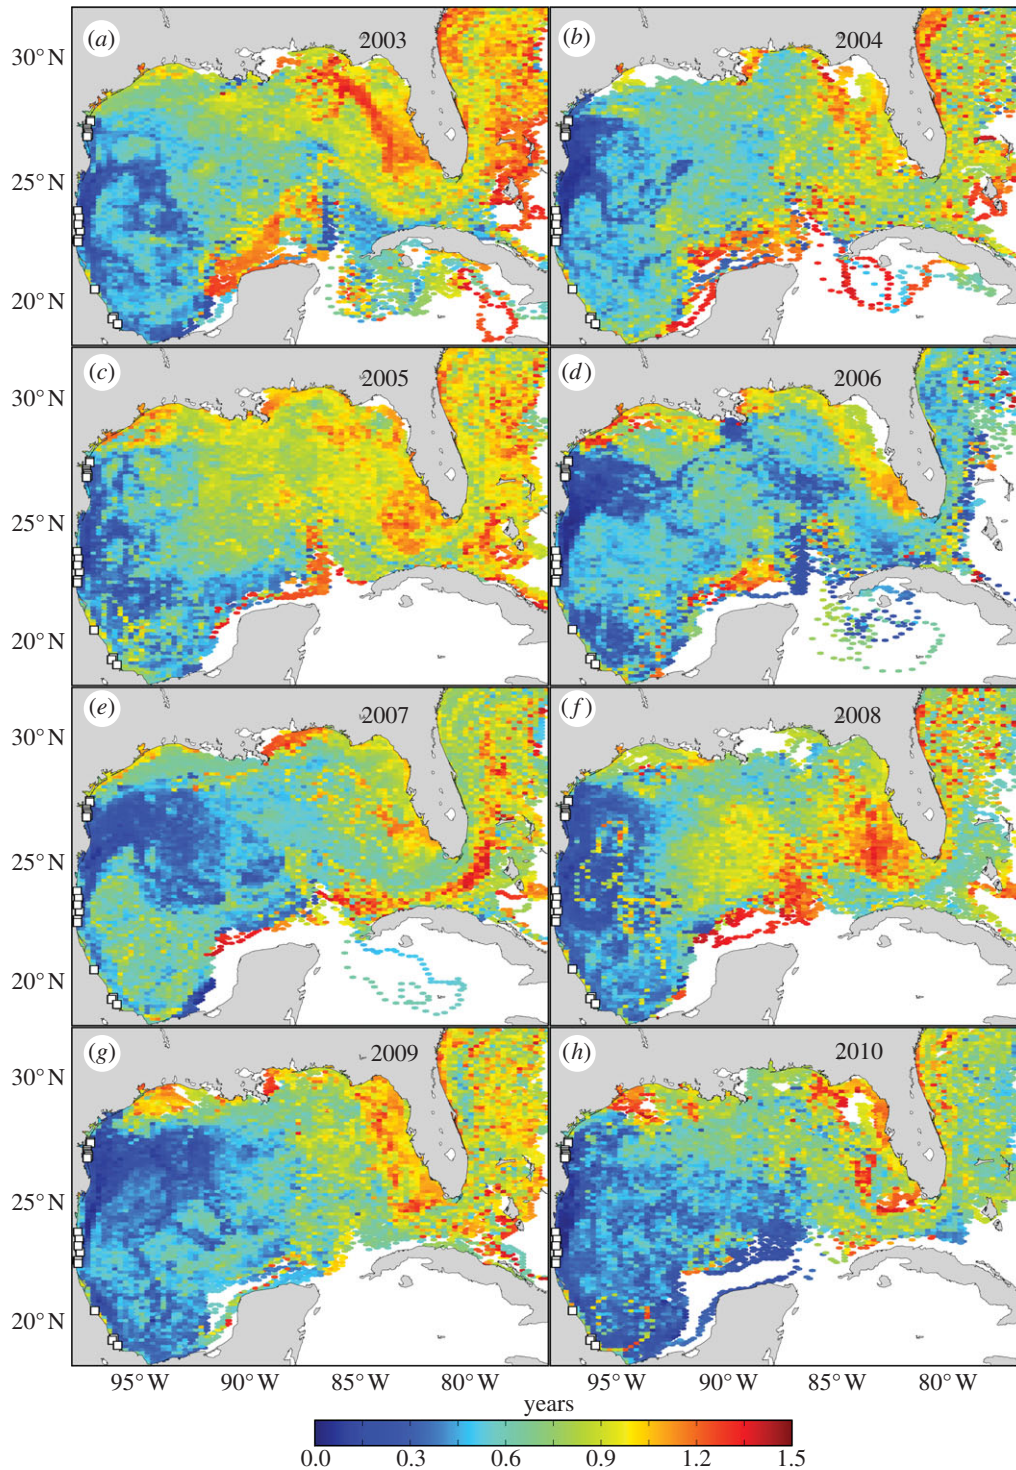 (a) 2003 (b) 2004
30° N
25° N
20° N
(c) 2005 (d) 2006
30° N
25° N
20° N
(e) 2007 (f) 2008
30° N
25° N
20° N
(g) 2009 (h) 2010
30° N
25° N
20° N
95° W 90° W 85° W 80° W 95° W 90° W 85° W 80° W
years
0.0 0.3 0.6 0.9 1.2 1.5